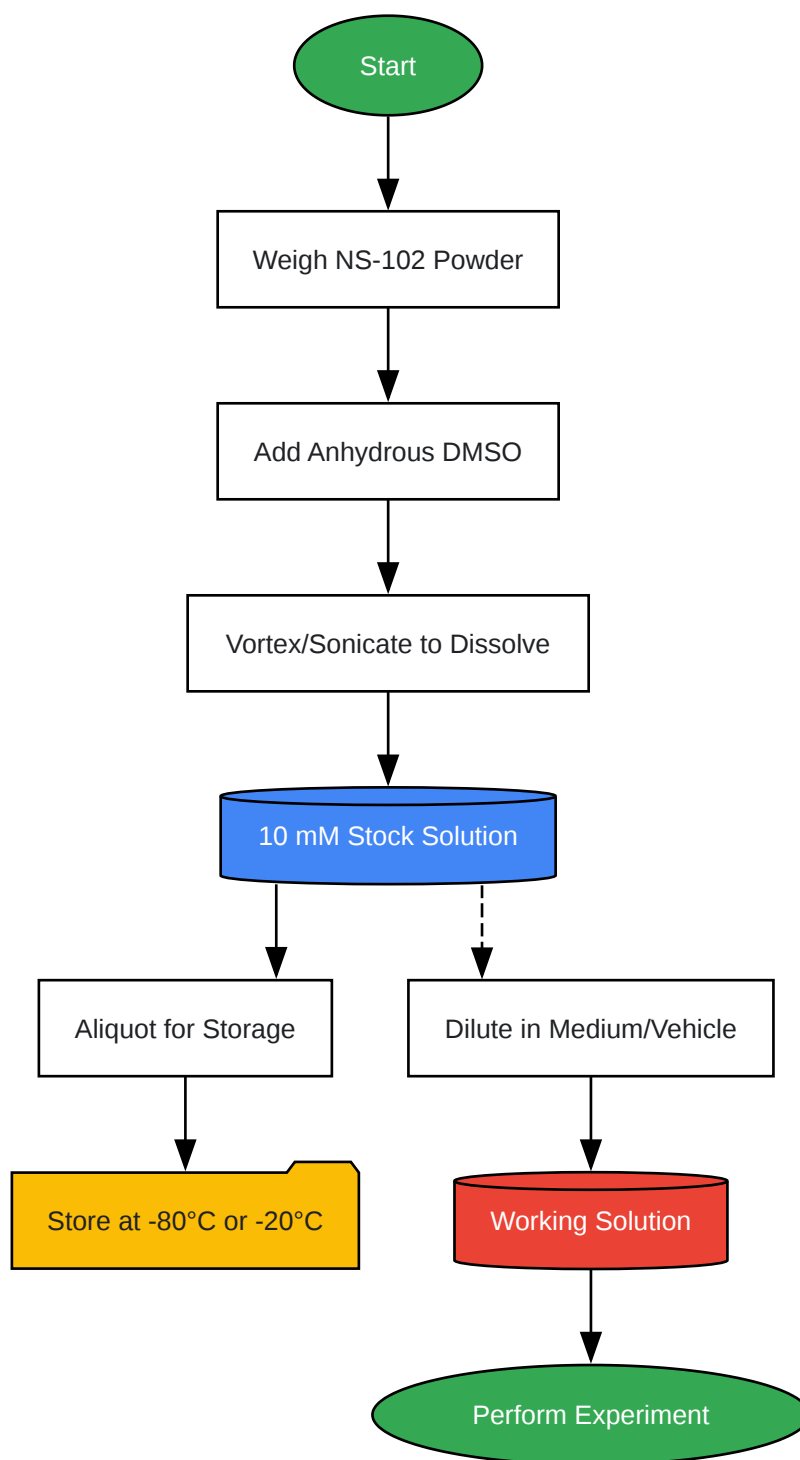 Start
Weigh NS-102 Powder
Add Anhydrous DMSO
Vortex/Sonicate to Dissolve
10 mM Stock Solution
Aliquot for Storage
Dilute in Medium/Vehicle
Store at -80°C or -20°C
Working Solution
Perform Experiment